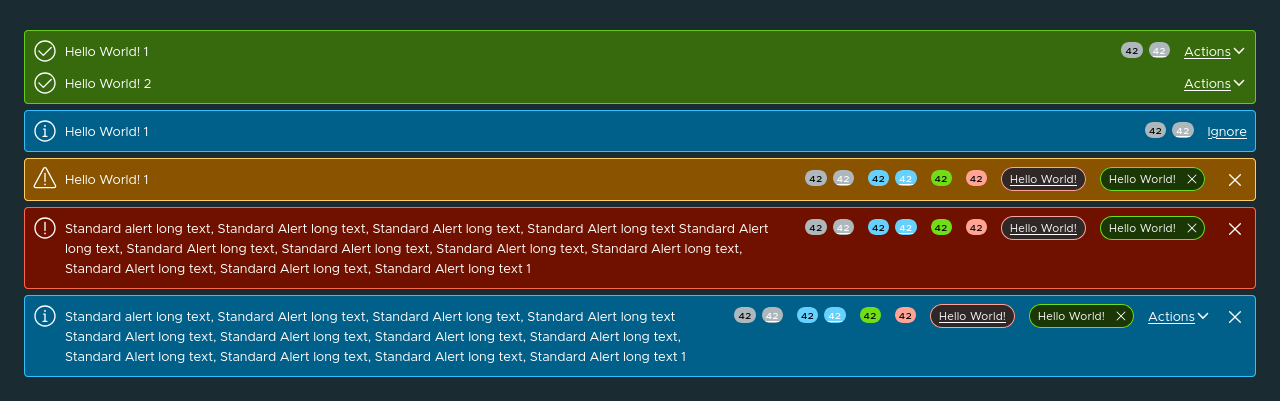 Hello World! 1 42 42 Actions
Hello World! 2 Actions
Hello World! 1 42 42 Ignore
Hello World! 1 42 42 42 42 42 42 Hello World! Hello World!
Standard alert long text, Standard Alert long text, Standard Alert long text, Standard Alert long text Standard Alert 42 42 42 42 42 42 Hello World! Hello World!
long text, Standard Alert long text, Standard Alert long text, Standard Alert long text, Standard Alert long text,
Standard Alert long text, Standard Alert long text, Standard Alert long text 1
Standard alert long text, Standard Alert long text, Standard Alert long text, Standard Alert long text 42 42 42 42 42 42 Hello World! Hello World! Actions
Standard Alert long text, Standard Alert long text, Standard Alert long text, Standard Alert long text,
Standard Alert long text, Standard Alert long text, Standard Alert long text, Standard Alert long text 1